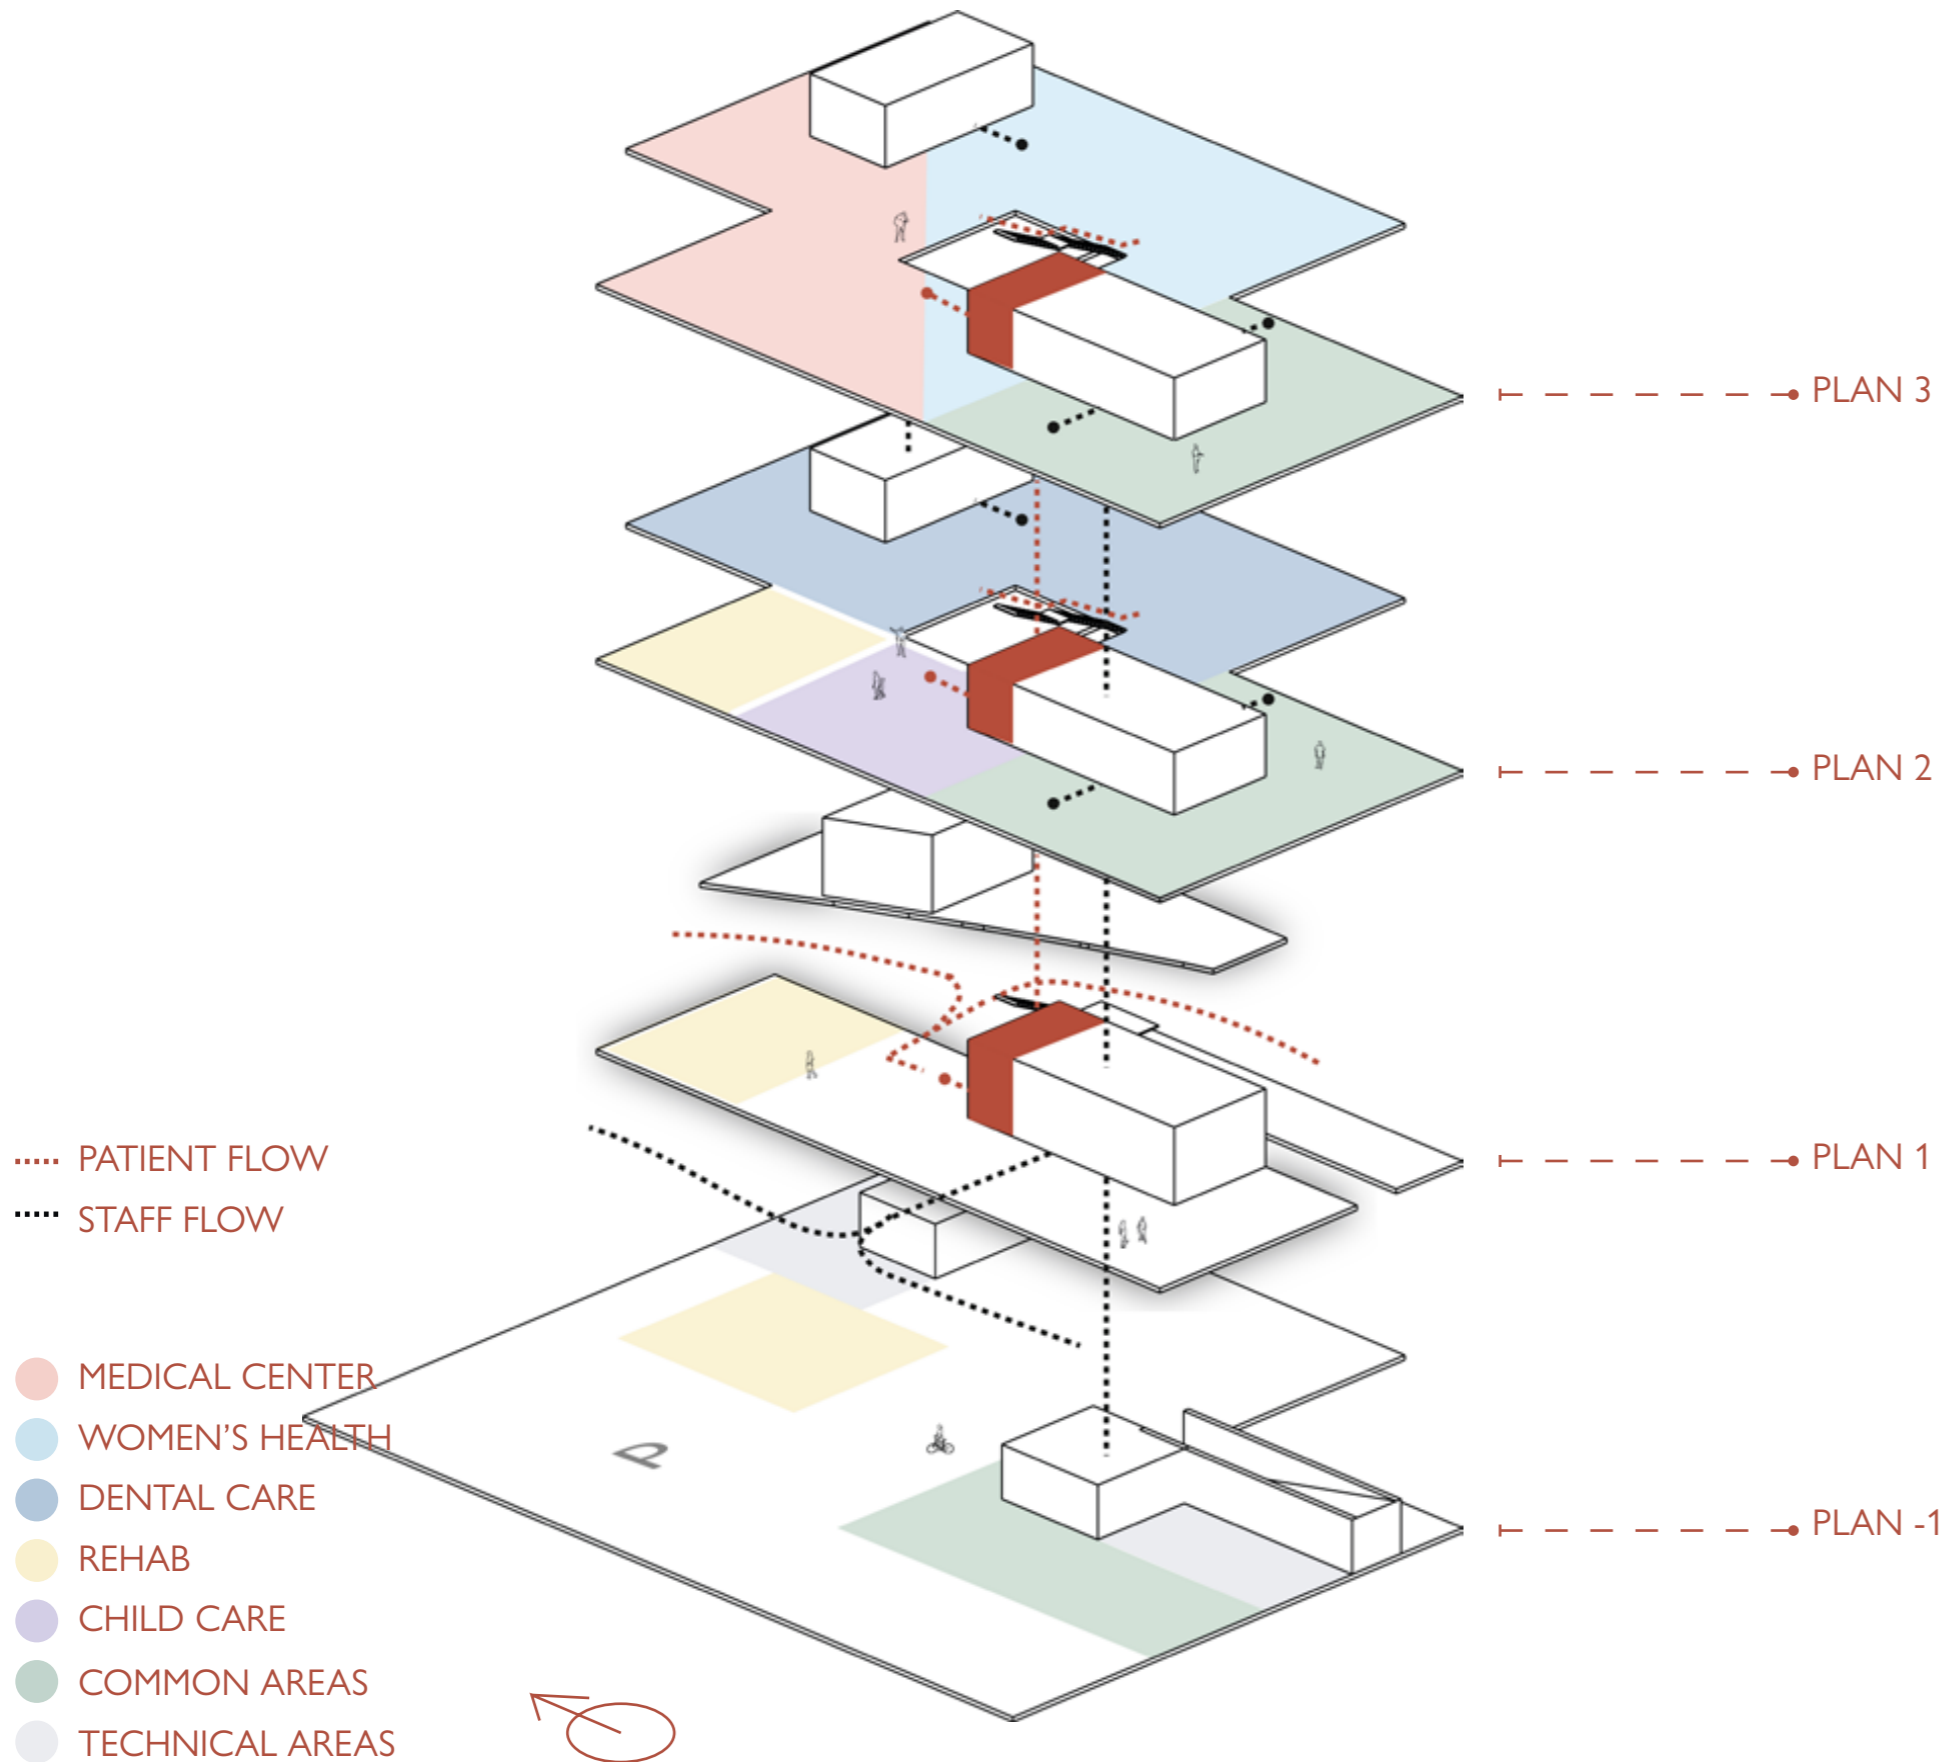 PLAN 3
PLAN 2
PLAN 1
PLAN -1
PATIENT FLOW
STAFF FLOW
MEDICAL CENTER
WOMEN’S HEALTH
DENTAL CARE
REHAB
CHILD CARE
COMMON AREAS
TECHNICAL AREAS
P